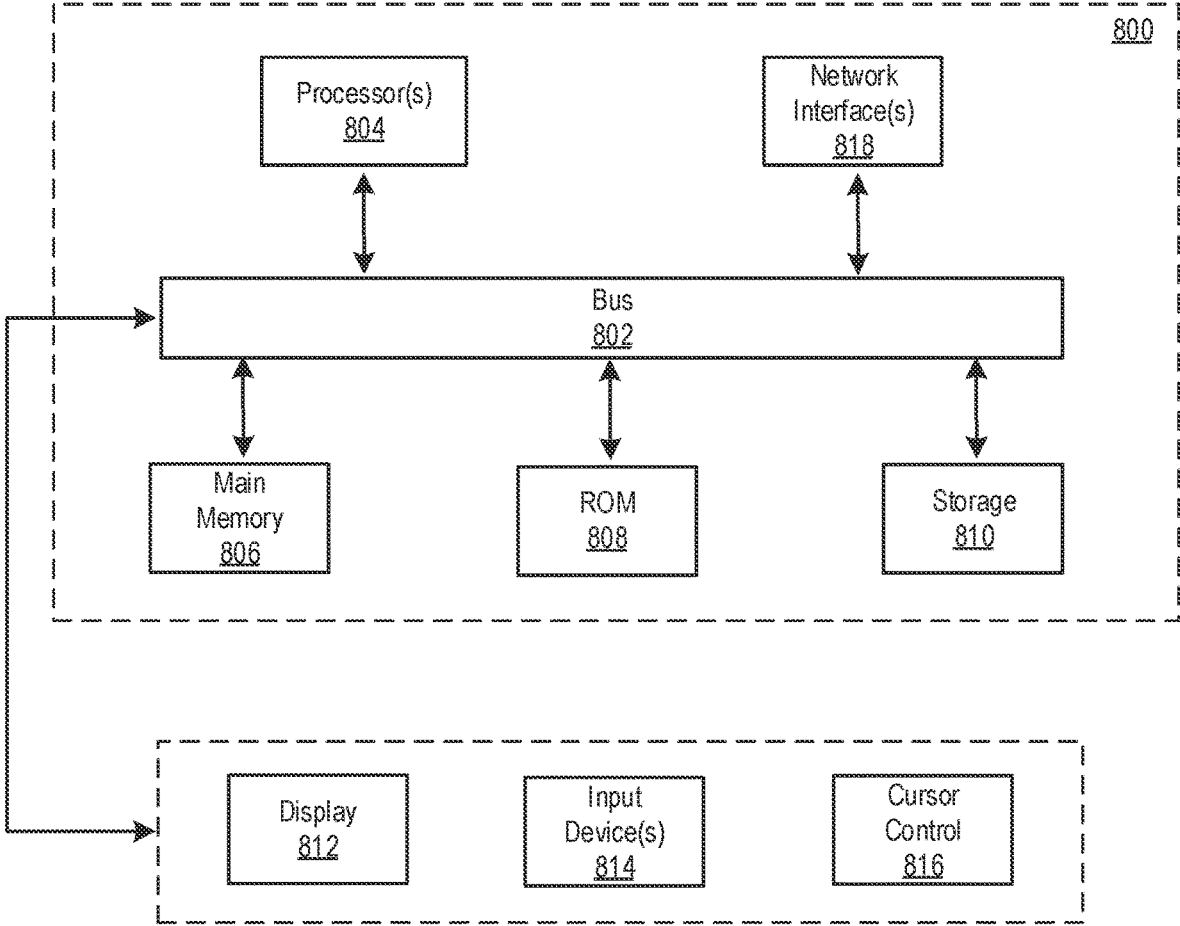 800
Processor(s)
804
Network
Interface(s)
818
Bus
802
Main
Memory
806
ROM
808
Storage
810
Display
812
Input
Device(s)
814
Cursor
Control
816